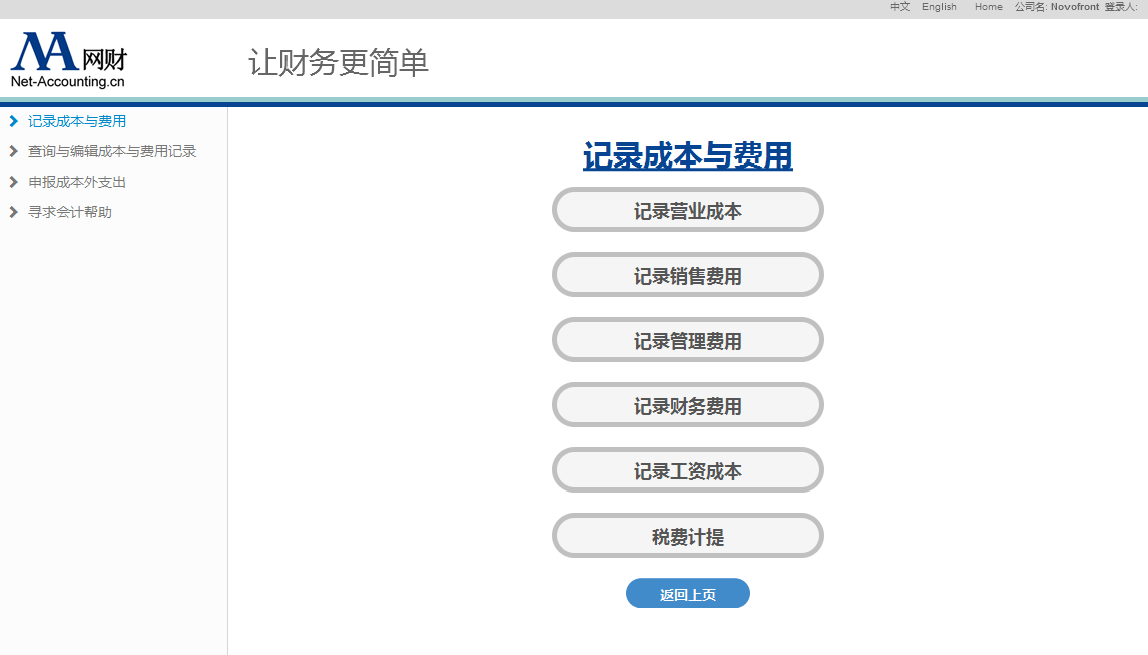 中文 English Home 公司名: Novofront 登录人:
网财
Net-Accounting.cn
让财务更简单
记录成本与费用
查询与编辑成本与费用记录
申报成本外支出
寻求会计帮助
记录成本与费用
记录营业成本
记录销售费用
记录管理费用
记录财务费用
记录工资成本
税费计提
返回上页